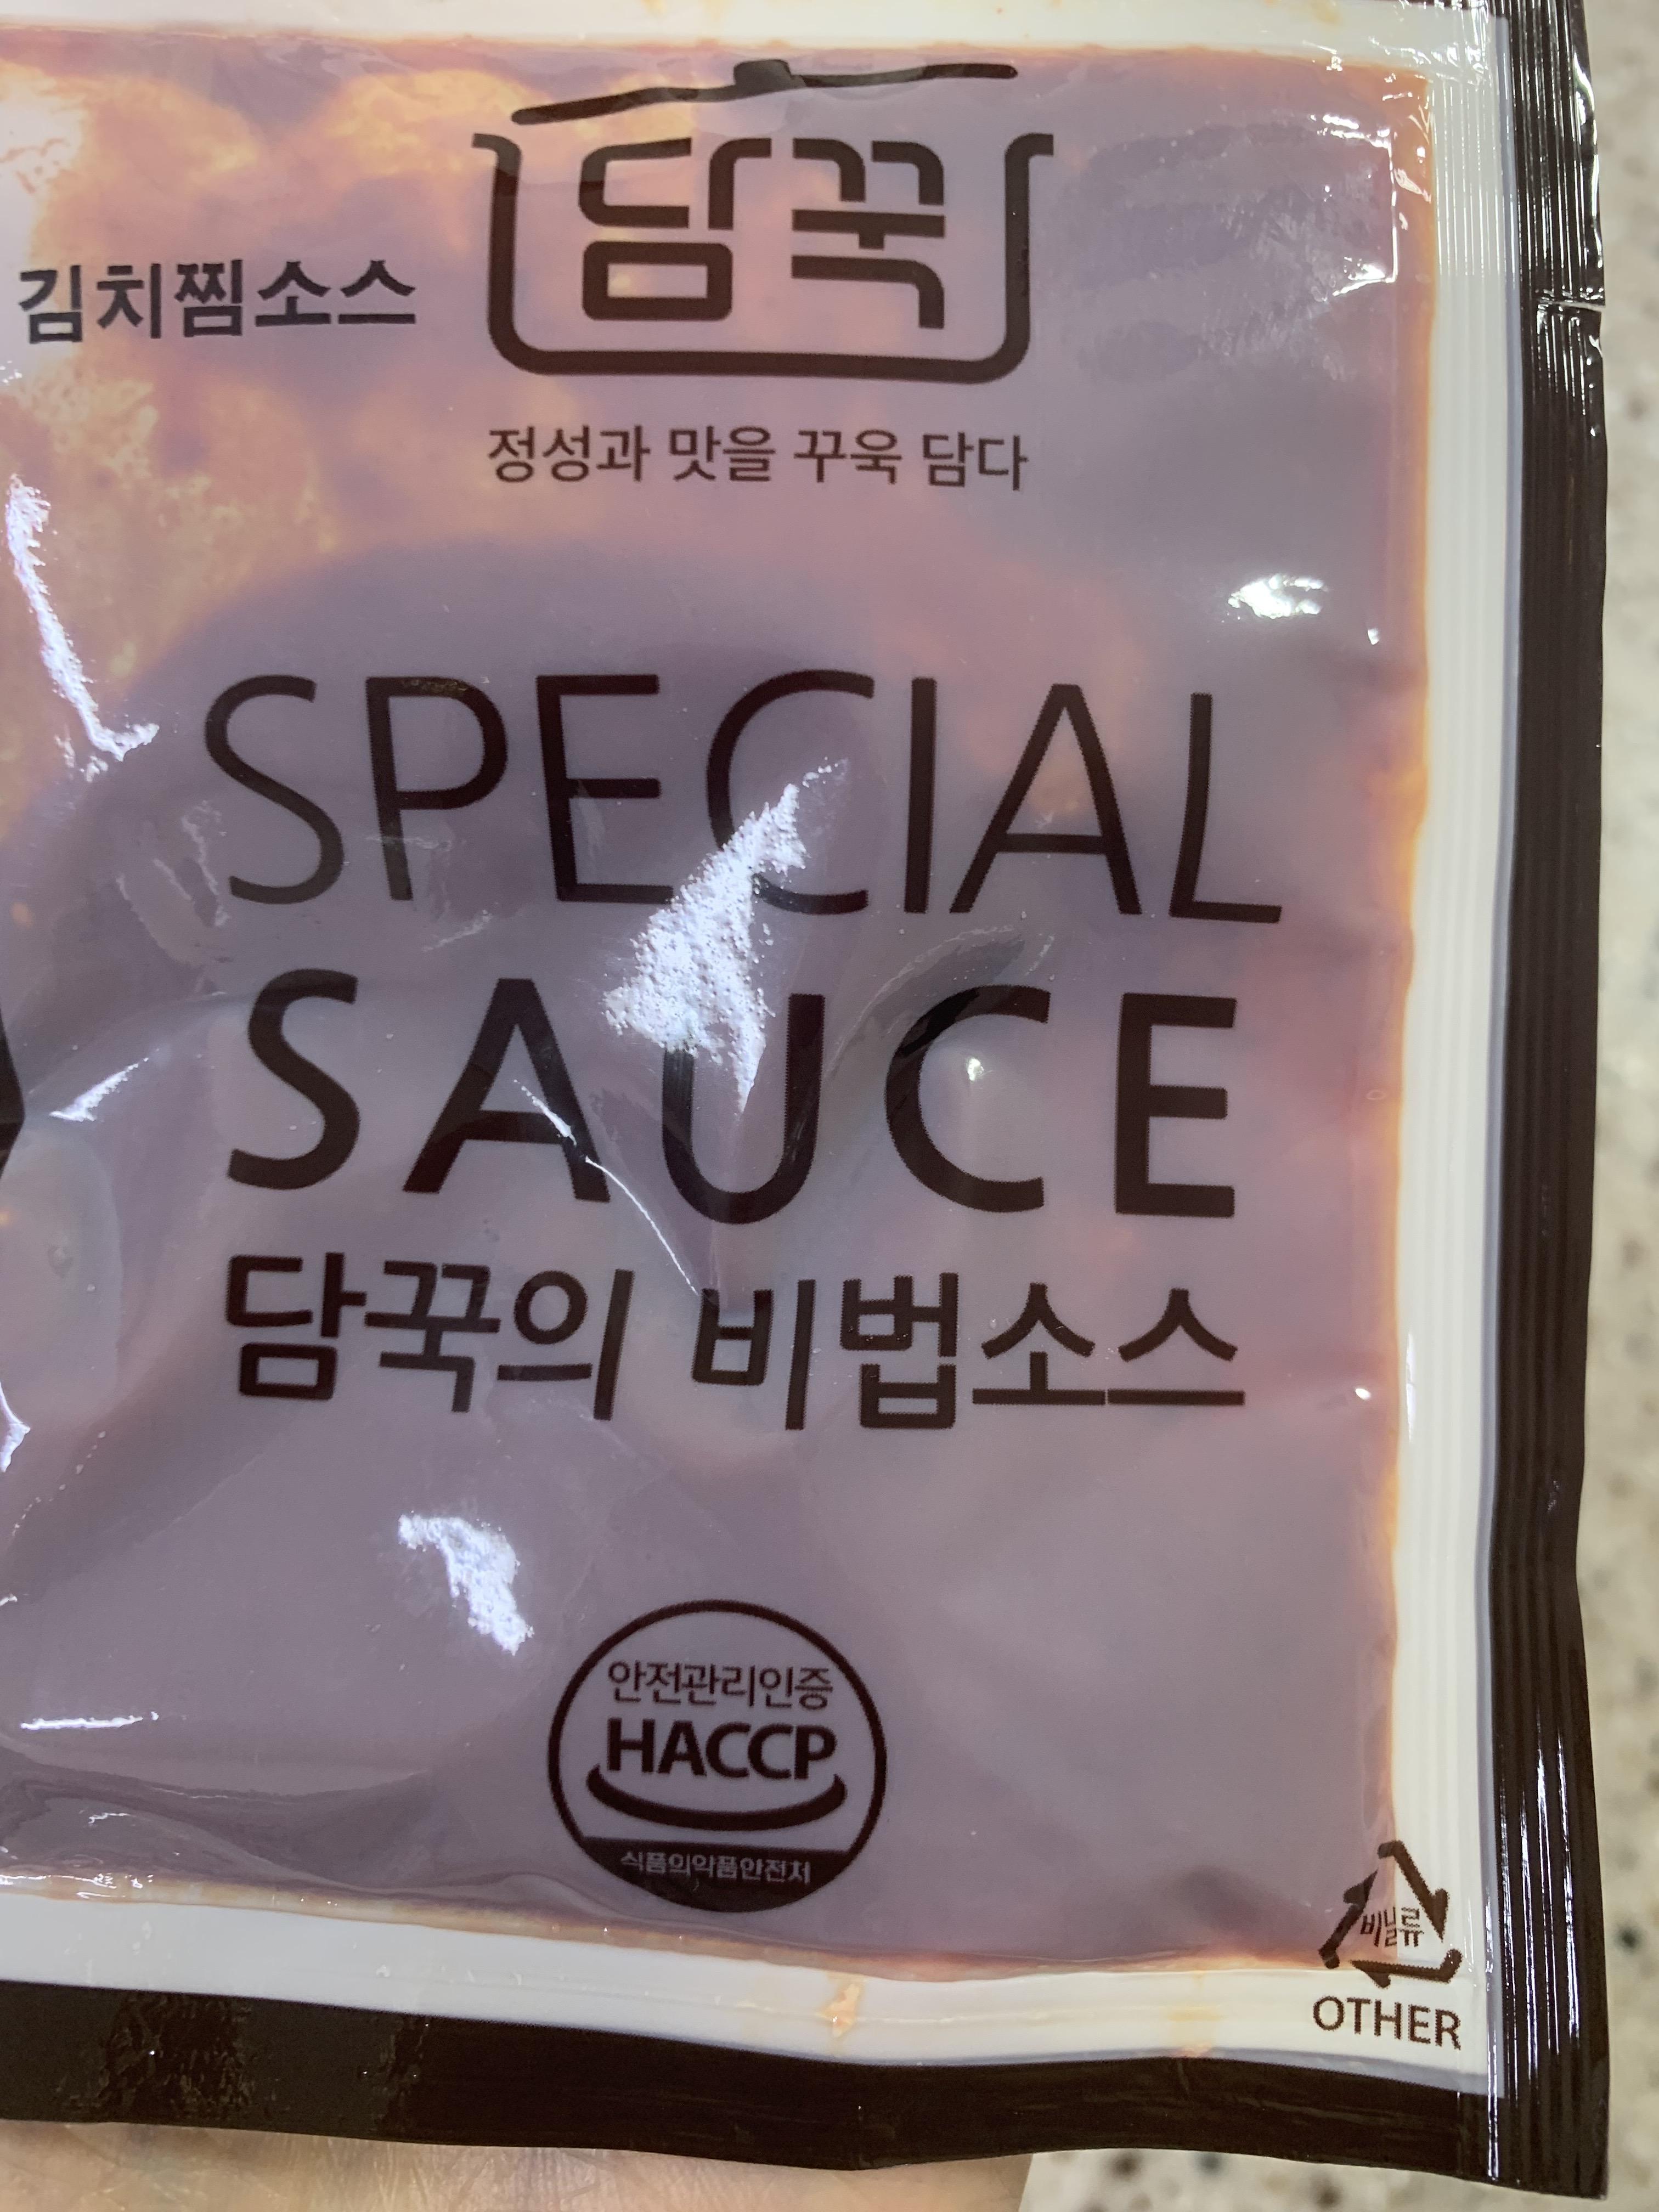 담꾹
김치찜소스
정성과 맛을 꾸욱 담다
SPECIAL
SAUCE
담꾹의 비법소스
안전관리인증
HACCP
식품의약품안전처
비닐류
OTHER